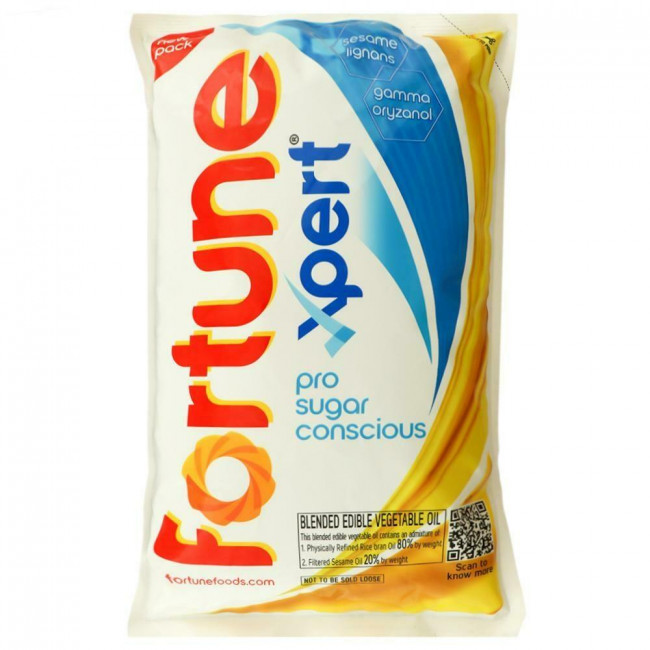 new
pack
fortune
sesame
lignans
gamma
oryzanol
xpert®
pro
sugar
conscious
BLENDED EDIBLE VEGETABLE OIL
This blended edible vegetable oil contains an admixture of:
1. Physically Refined Rice bran Oil 80% by weight
2. Filtered Sesame Oil 20% by weight
NOT TO BE SOLD LOOSE
Scan to
know more
fortunefoods.com